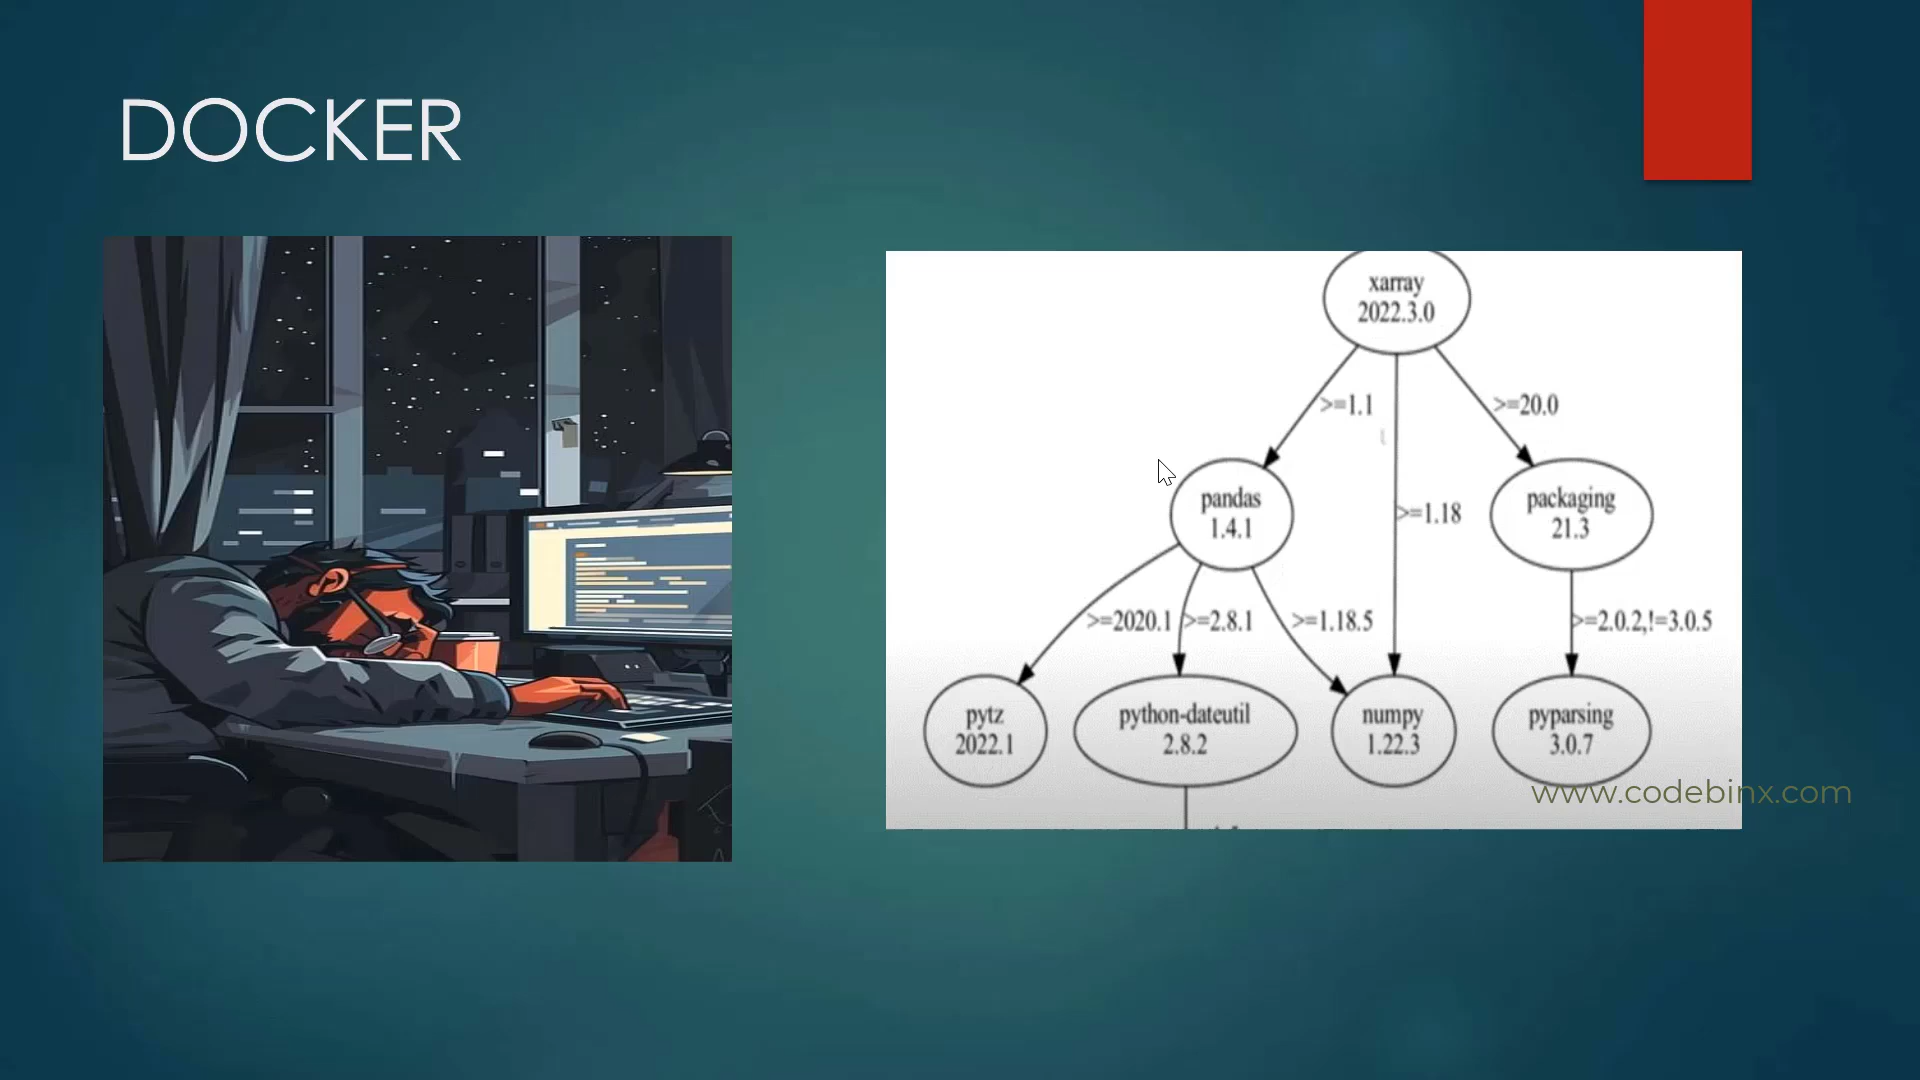 DOCKER
xarray
2022.3.0
>=1.1
>=20.0
pandas
1.4.1
>=1.18
packaging
21.3
>=2020.1
>=2.8.1
>=1.18.5
>=2.0.2,!=3.0.5
pytz
2022.1
python-dateutil
2.8.2
numpy
1.22.3
pyparsing
3.0.7
www.codebinx.com